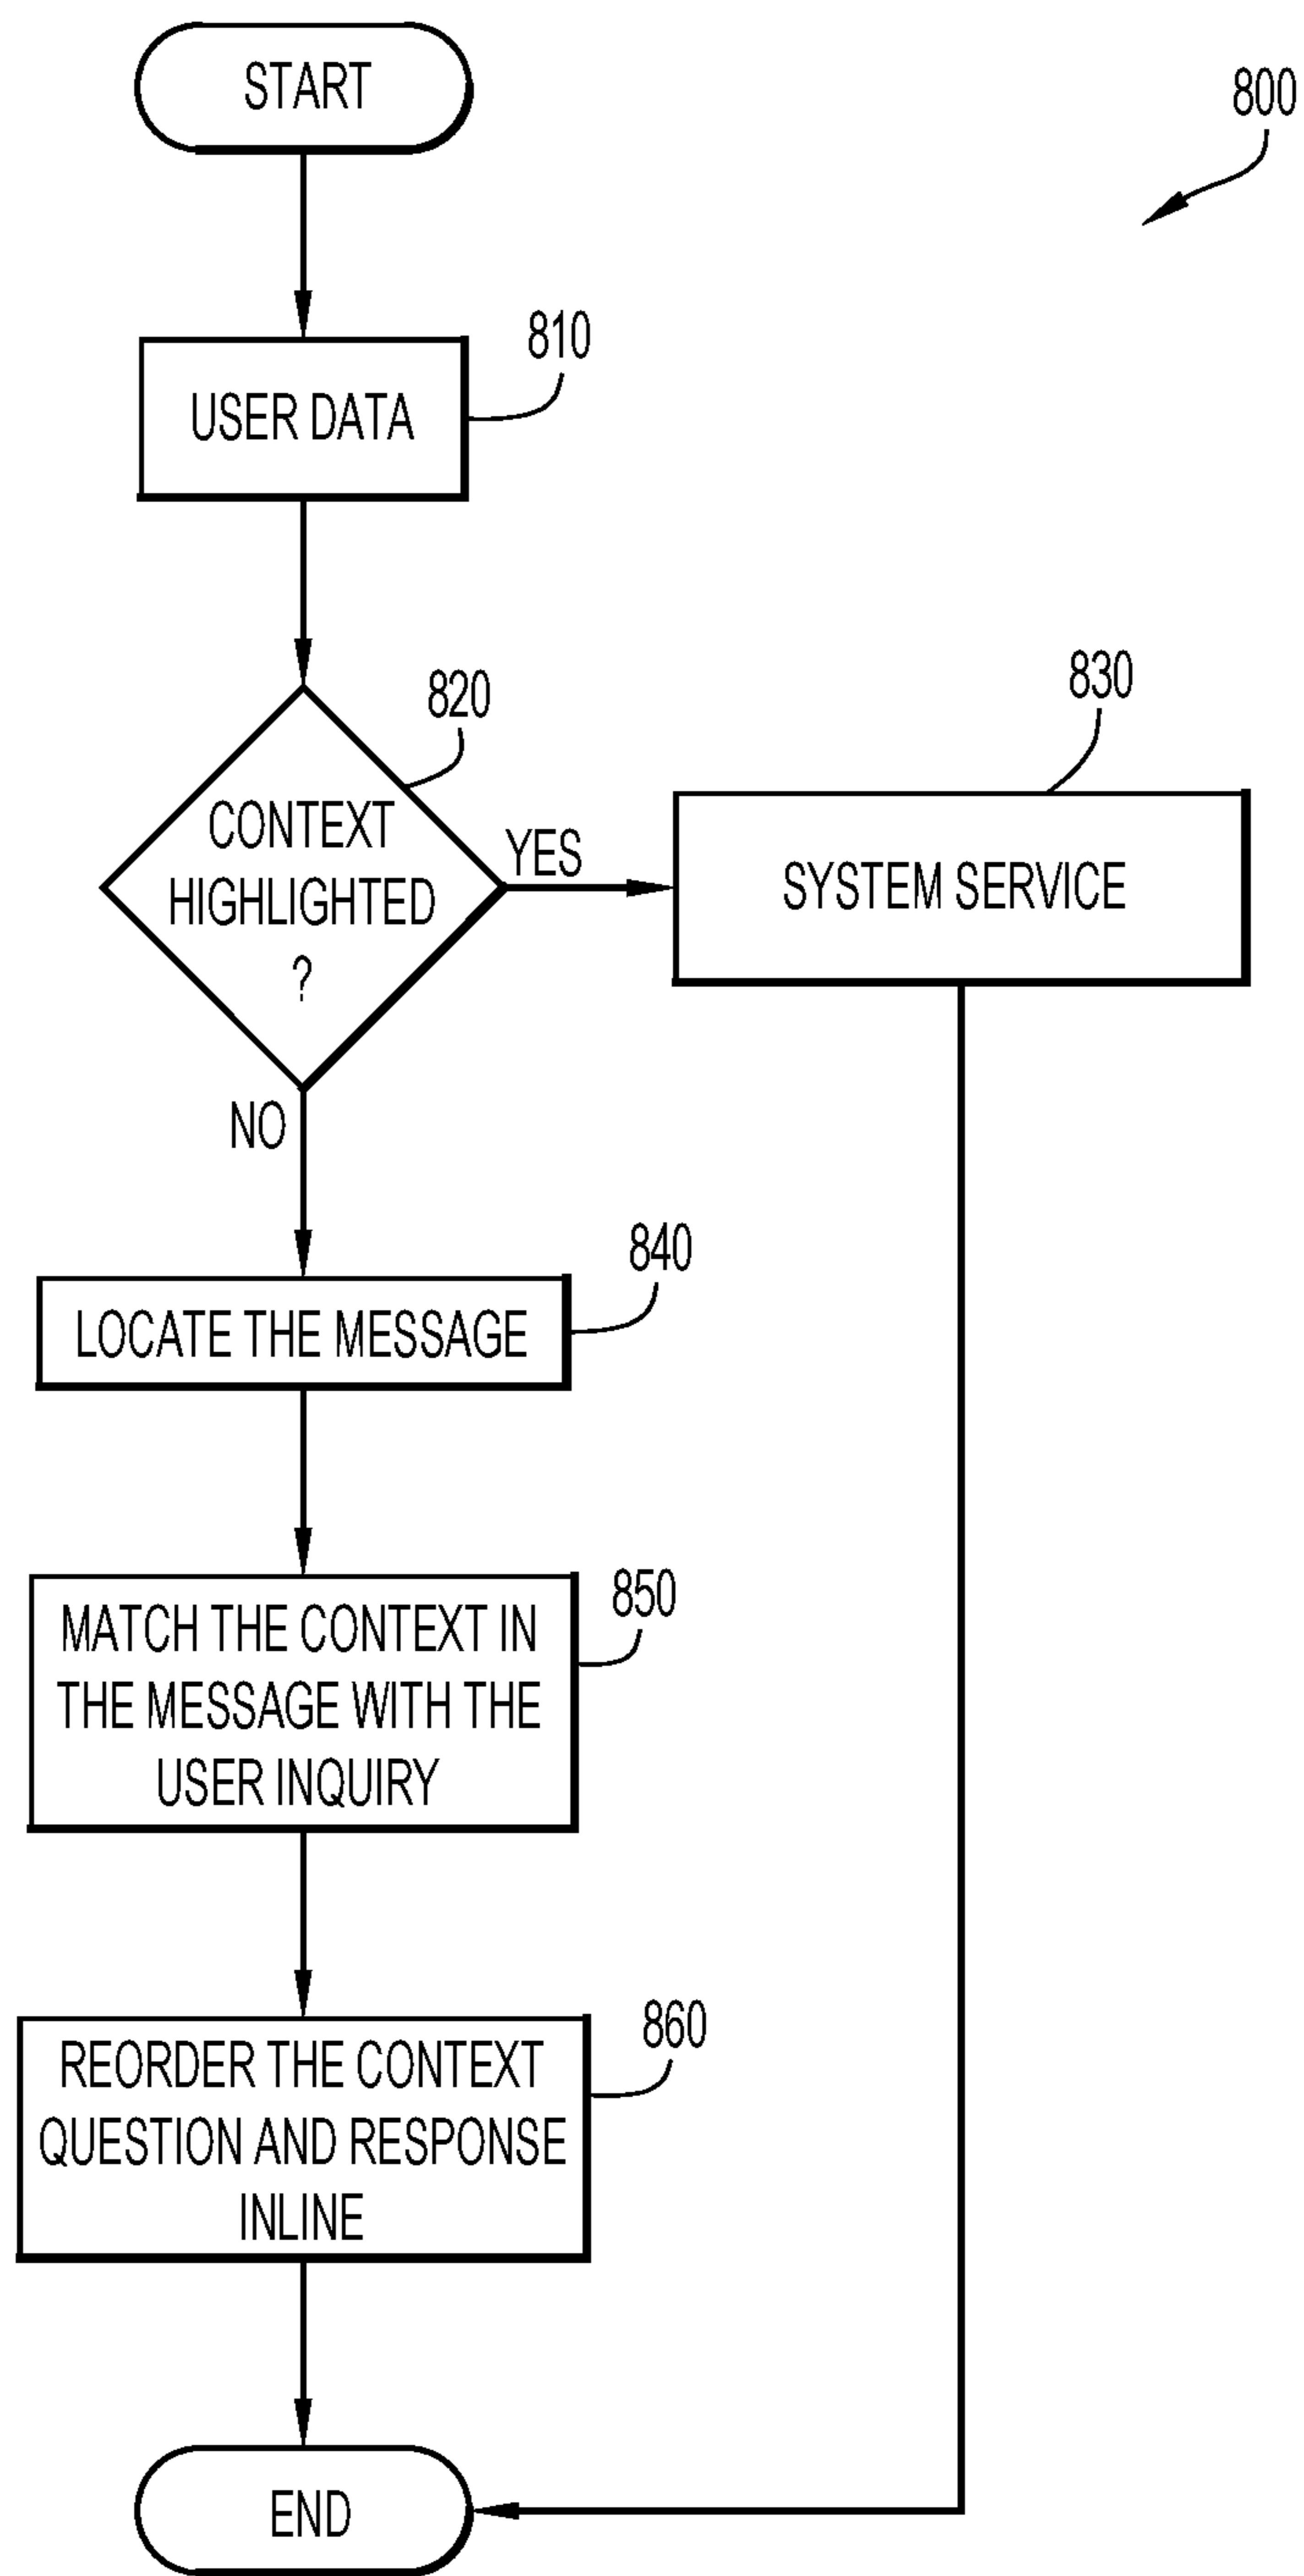 START
800
810
USER DATA
820
830
CONTEXT
HIGHLIGHTED
?
YES
SYSTEM SERVICE
NO
840
LOCATE THE MESSAGE
850
MATCH THE CONTEXT IN
THE MESSAGE WITH THE
USER INQUIRY
860
REORDER THE CONTEXT
QUESTION AND RESPONSE
INLINE
END